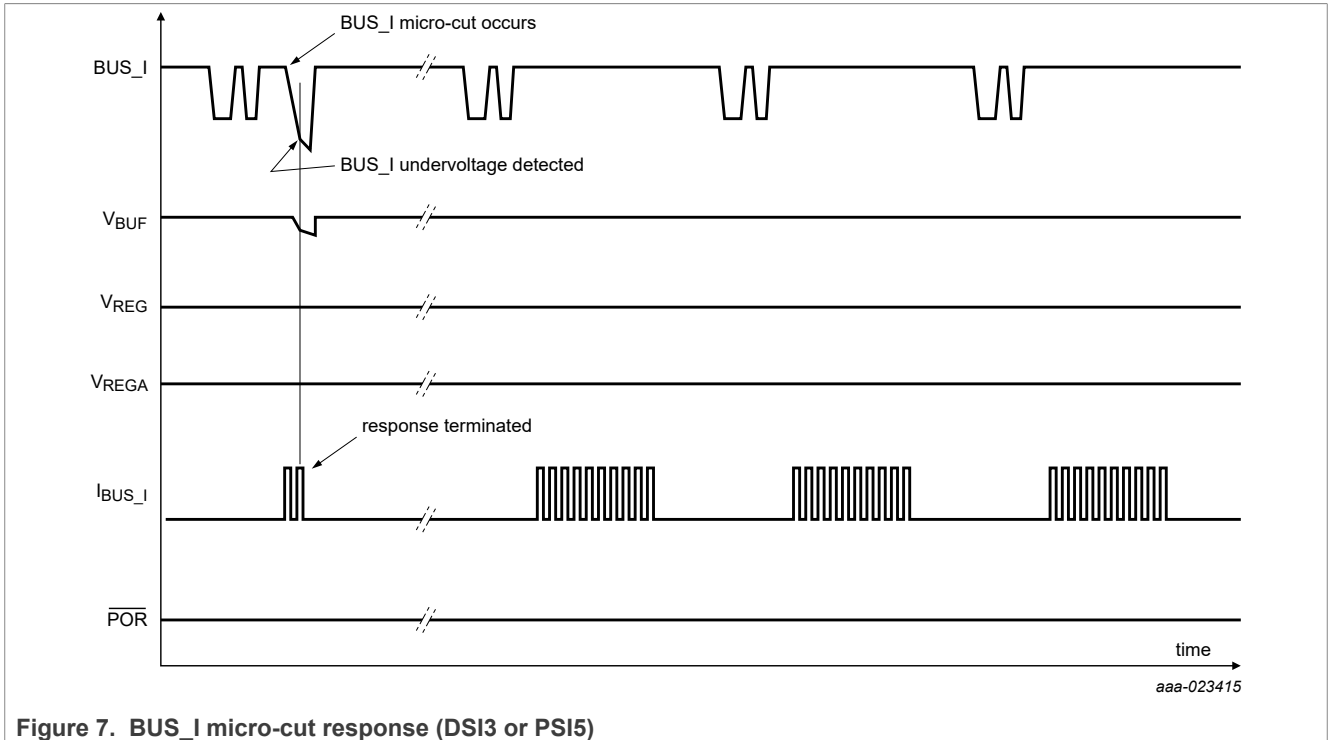 BUS_I micro-cut occurs
BUS_I
BUS_I undervoltage detected
VBUF
VREG
VREGA
response terminated
IBUS_I
POR
time
aaa-023415
Figure 7. BUS_I micro-cut response (DSI3 or PSI5)